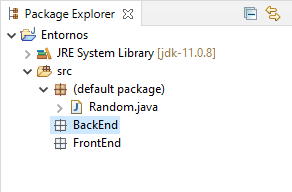 Package Explorer
Entornos
JRE System Library [jdk-11.0.8]
src
(default package)
Random.java
BackEnd
FrontEnd